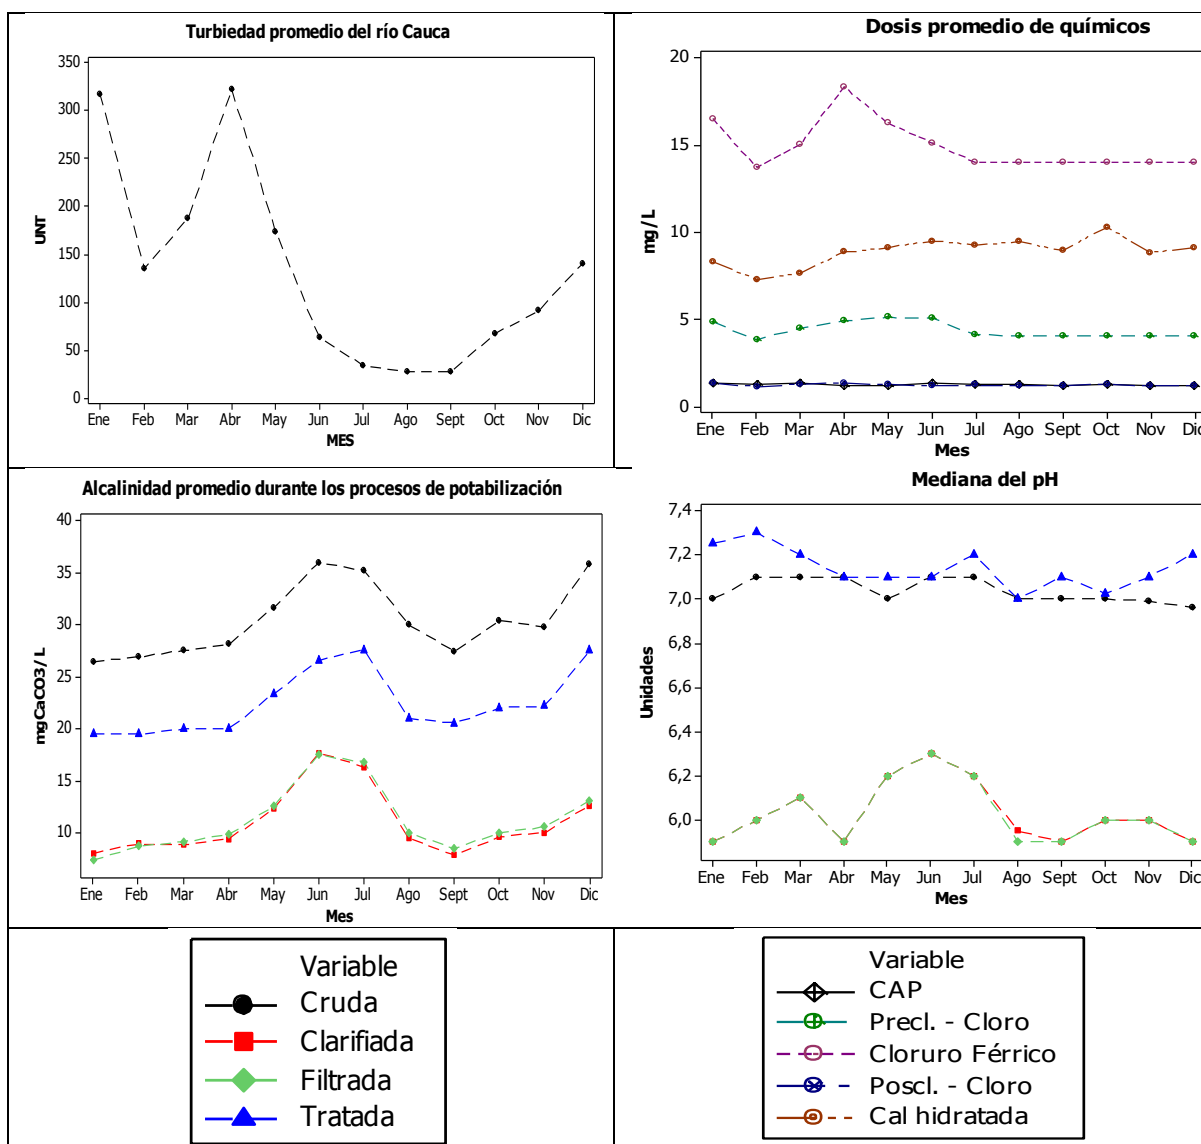 Turbiedad promedio del río Cauca
350
300
250
200
150
100
50
0
UNT
Ene Feb Mar Abr May Jun Jul Ago Sept Oct Nov Dic
MES
Dosis promedio de químicos
20
15
10
5
0
mg/L
Ene Feb Mar Abr May Jun Jul Ago Sept Oct Nov Dic
Mes
Alcalinidad promedio durante los procesos de potabilización
40
35
30
25
20
15
10
mgCaCO3/L
Ene Feb Mar Abr May Jun Jul Ago Sept Oct Nov Dic
Mes
Mediana del pH
7,4
7,2
7,0
6,8
6,6
6,4
6,2
6,0
Unidades
Ene Feb Mar Abr May Jun Jul Ago Sept Oct Nov Dic
Mes
Variable
Cruda
Clarifiada
Filtrada
Tratada
Variable
CAP
Precl. - Cloro
Cloruro Férrico
Poscl. - Cloro
Cal hidratada